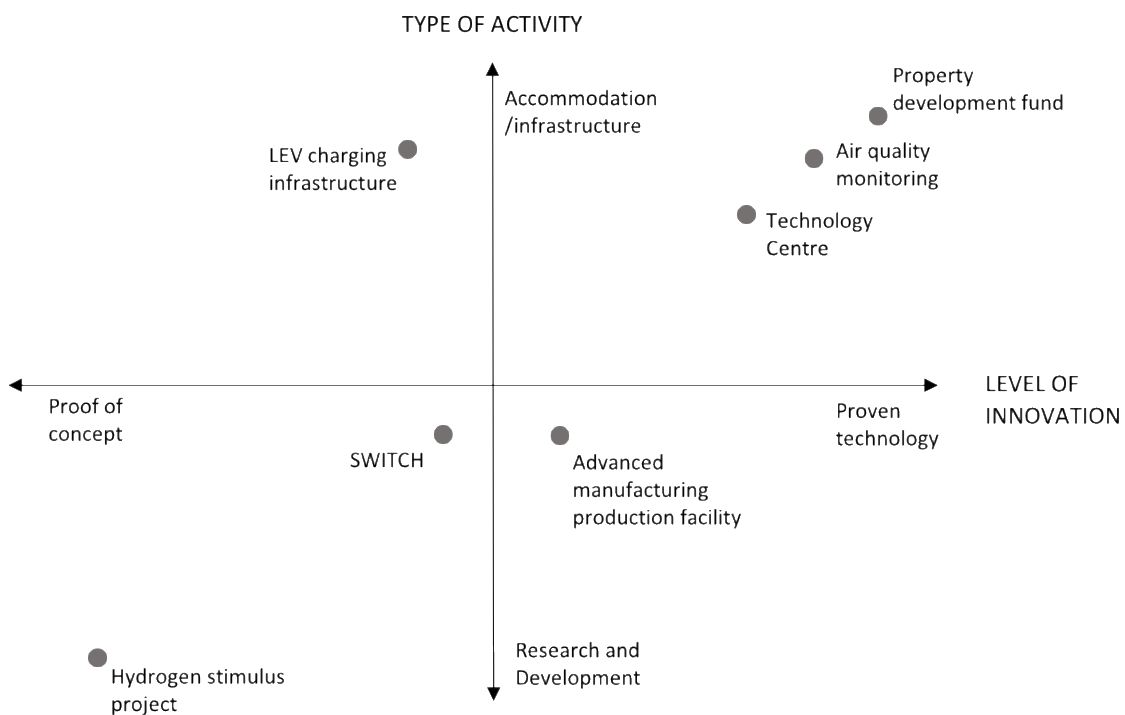 TYPE OF ACTIVITY
Accommodation
/infrastructure
Property
development fund
LEV charging
infrastructure
Air quality
monitoring
Technology
Centre
Proof of
concept
Proven
technology
LEVEL OF
INNOVATION
SWITCH
Advanced
manufacturing
production facility
Research and
Development
Hydrogen stimulus
project